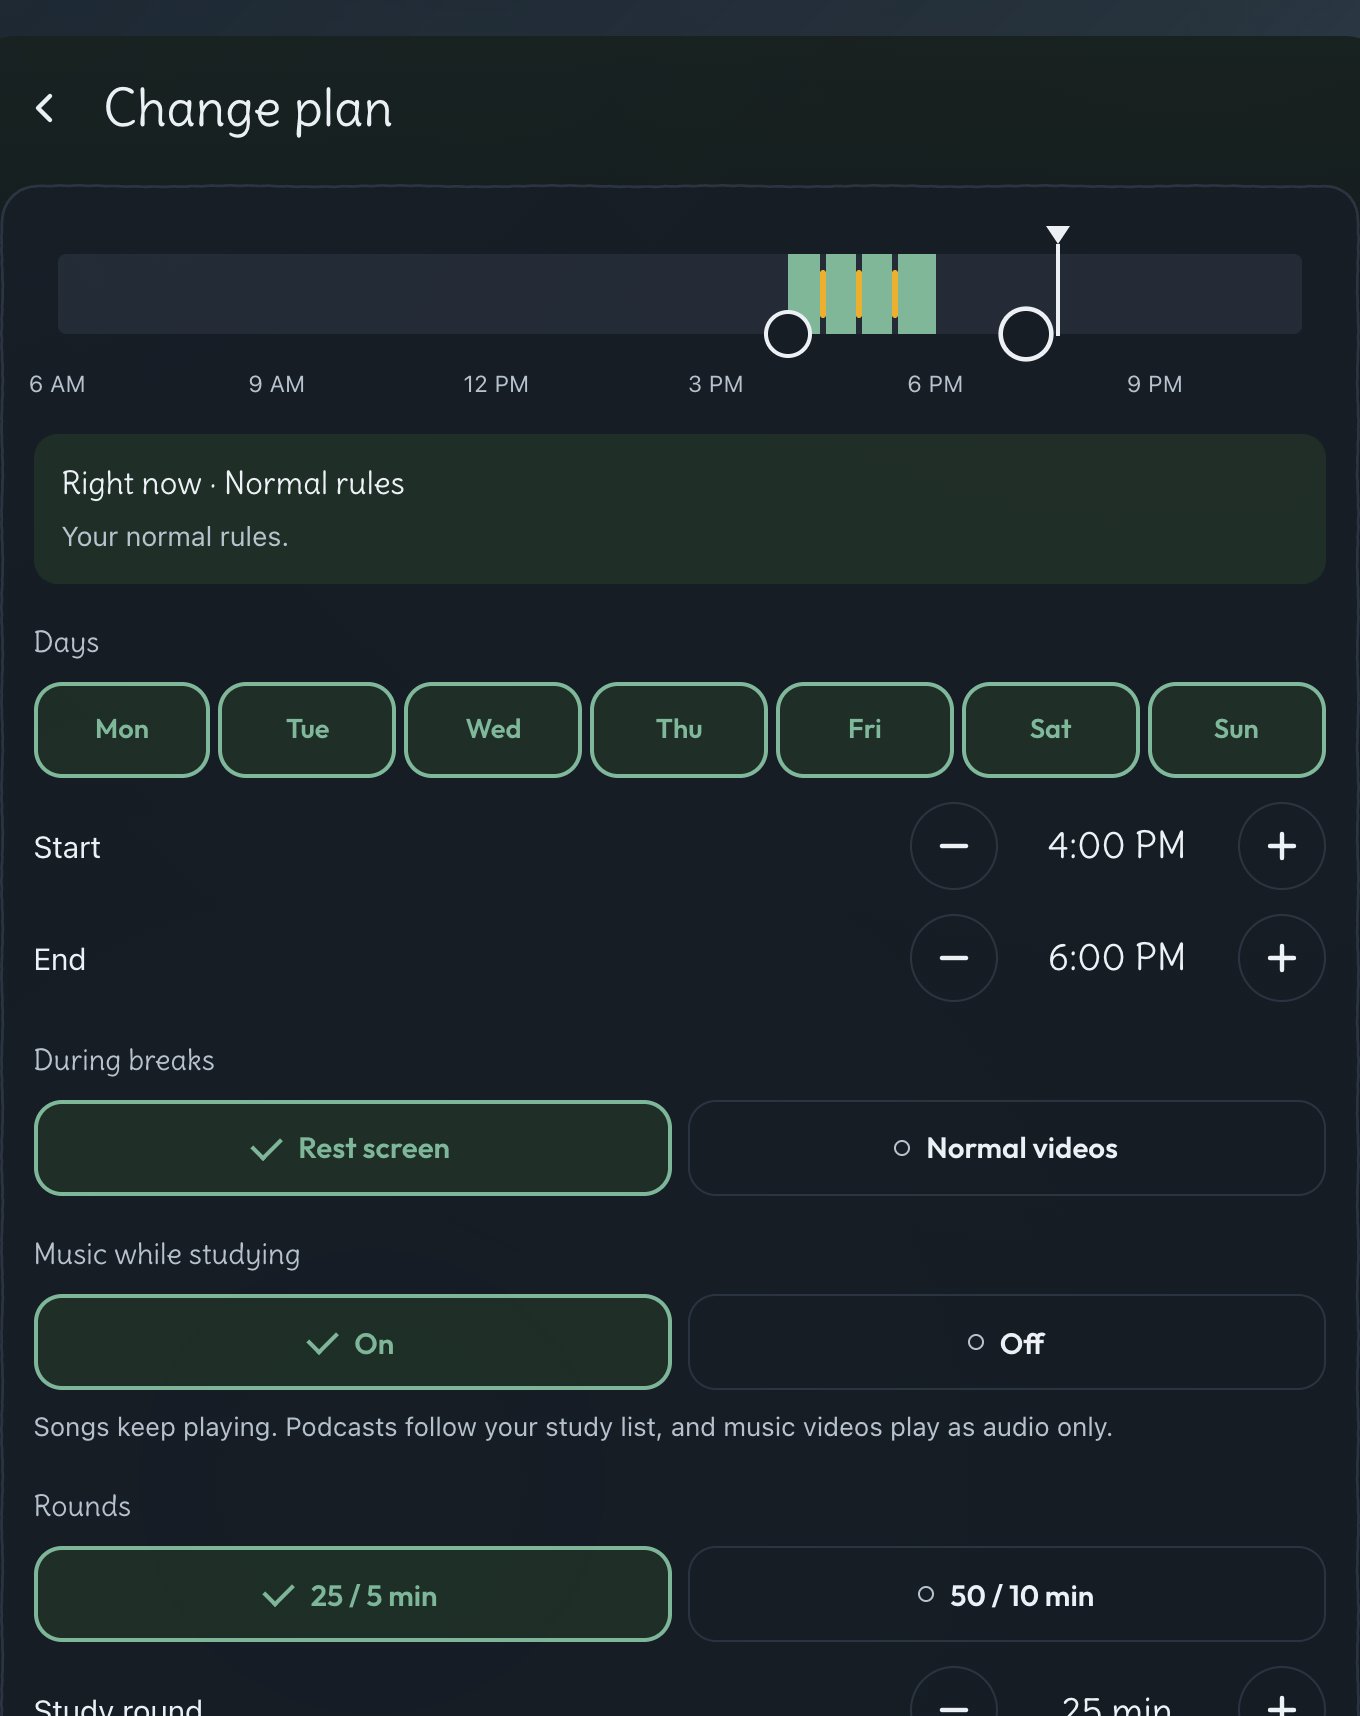 Change plan
6 AM 9 AM 12 PM 3 PM 6 PM 9 PM
Right now · Normal rules
Your normal rules.
Days
Mon Tue Wed Thu Fri Sat Sun
Start 4:00 PM
End 6:00 PM
During breaks
Rest screen Normal videos
Music while studying
On Off
Songs keep playing. Podcasts follow your study list, and music videos play as audio only.
Rounds
25 / 5 min 50 / 10 min
Study round 25 min